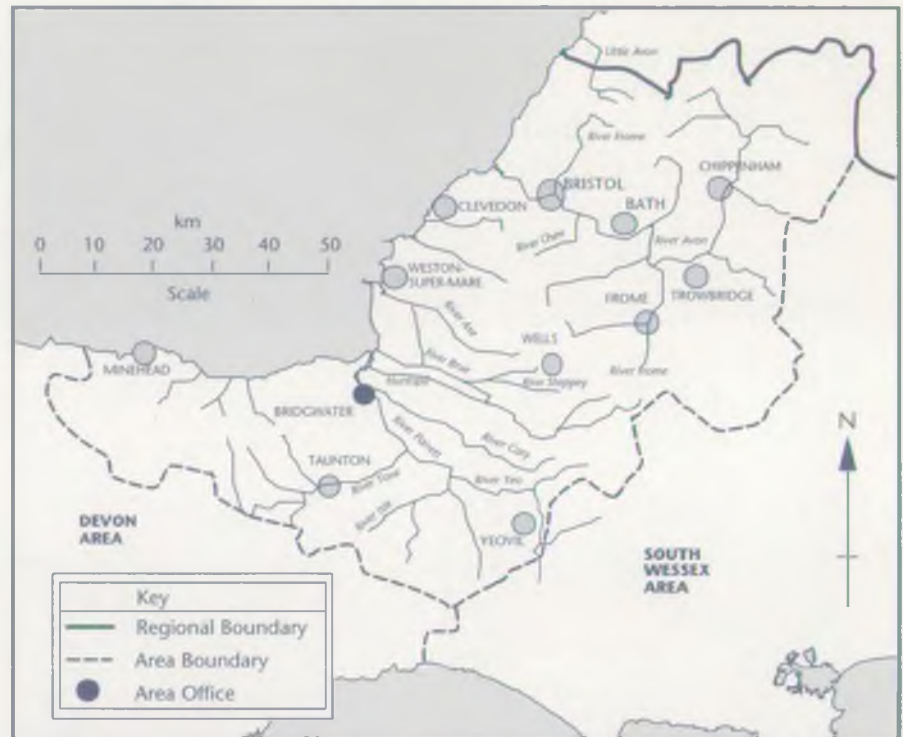 Little Avon
River Frome
CHIPPENHAM
BRISTOL
BATH
CLEVEDON
River Chew
River Avon
km
0 10 20 30 40 50
Scale
WESTON-
SUPER-MARE
TROWBRIDGE
FROME
River Axe
WELLS
River Brue
River Sheppey
River Frome
Huntspill
MINEHEAD
BRIDGWATER
River Parrett
River Cary
N
TAUNTON
River Tone
River Yeo
River Isle
YEOVIL
DEVON
AREA
SOUTH
WESSEX
AREA
Key
Regional Boundary
Area Boundary
Area Office